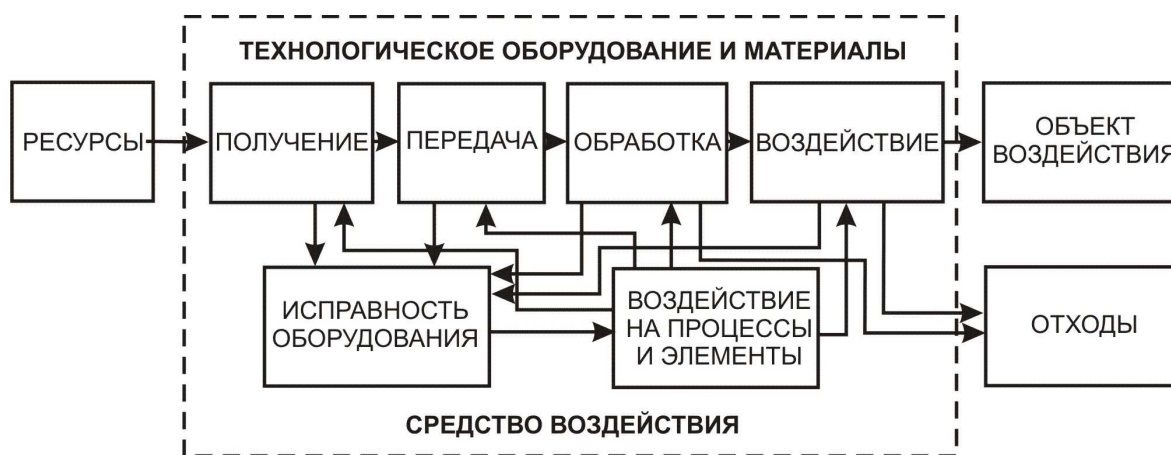 ТЕХНОЛОГИЧЕСКОЕ ОБОРУДОВАНИЕ И МАТЕРИАЛЫ
РЕСУРСЫ
ПОЛУЧЕНИЕ
ПЕРЕДАЧА
ОБРАБОТКА
ВОЗДЕЙСТВИЕ
ОБЪЕКТ
ВОЗДЕЙСТВИЯ
ИСПРАВНОСТЬ
ОБОРУДОВАНИЯ
ВОЗДЕЙСТВИЕ
НА ПРОЦЕССЫ
И ЭЛЕМЕНТЫ
ОТХОДЫ
СРЕДСТВО ВОЗДЕЙСТВИЯ